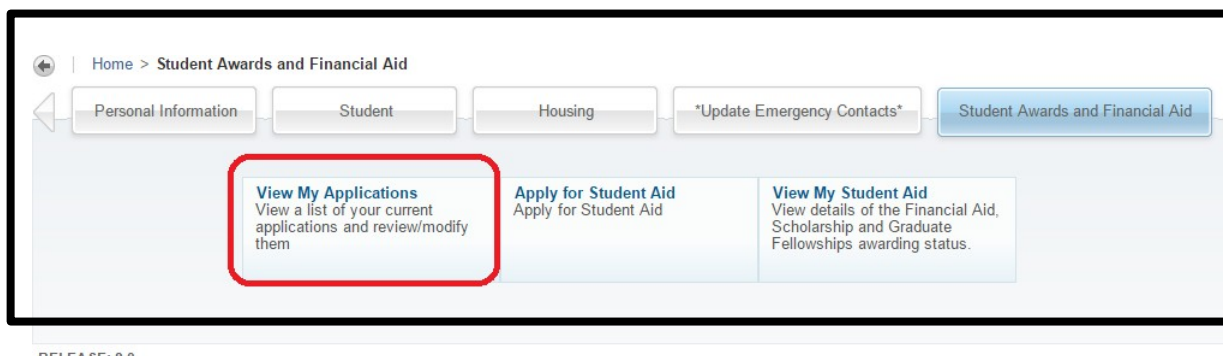 Home > Student Awards and Financial Aid
Personal Information Student Housing *Update Emergency Contacts* Student Awards and Financial Aid
View My Applications
View a list of your current
applications and review/modify
them
Apply for Student Aid
Apply for Student Aid
View My Student Aid
View details of the Financial Aid,
Scholarship and Graduate
Fellowships awarding status.